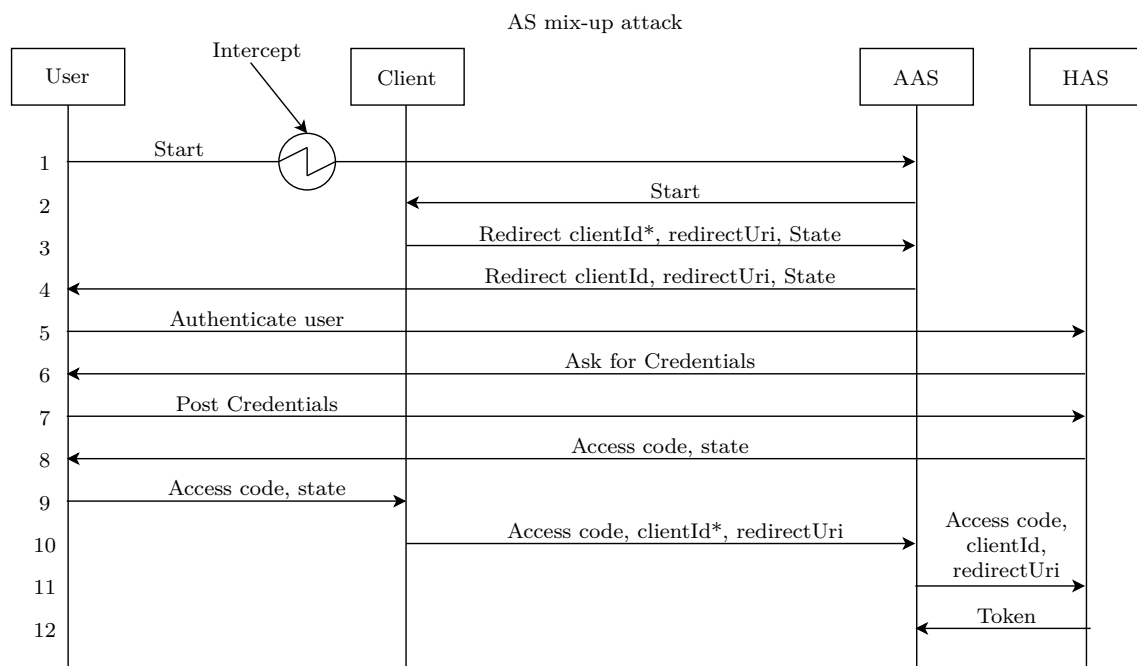 AS mix-up attack
Intercept
User
Client
AAS
HAS
1
Start
2
Start
3
Redirect clientId*, redirectUri, State
4
Redirect clientId, redirectUri, State
5
Authenticate user
6
Ask for Credentials
7
Post Credentials
8
Access code, state
9
Access code, state
10
Access code, clientId*, redirectUri
Access code,
clientId,
redirectUri
11
12
Token